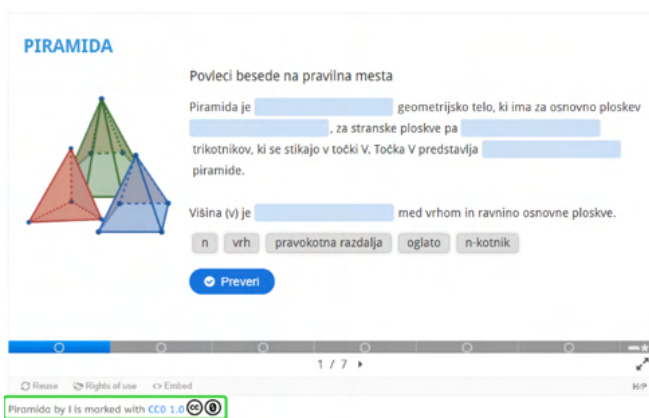 PIRAMIDA
Povleci besede na pravilna mesta
Piramida je geometrijsko telo, ki ima za osnovno ploskev
, za stranske ploskve pa
trikotnikov, ki se stikajo v točki V. Točka V predstavlja
piramide.
Višina (v) je med vrhom in ravnino osnovne ploskve.
n vrh pravokotna razdalja oglato n-kotnik
Preveri
1 / 7
Reuse Rights of use Embed H5P
Piramida by I is marked with CC0 1.0